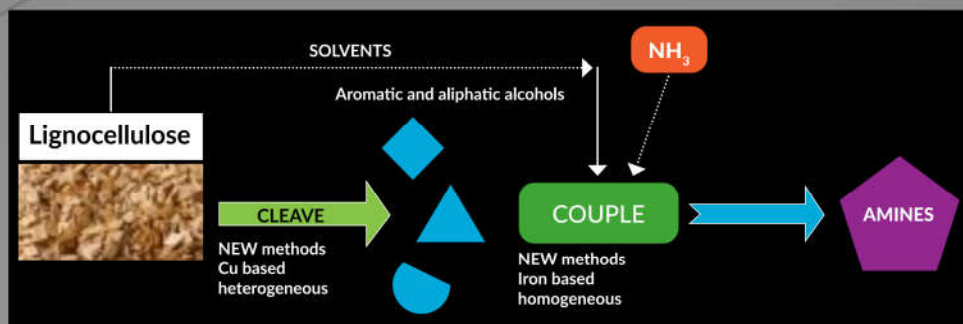 SOLVENTS
NH₃
Aromatic and aliphatic alcohols
Lignocellulose
CLEAVE
NEW methods
Cu based
heterogeneous
COUPLE
NEW methods
Iron based
homogeneous
AMINES